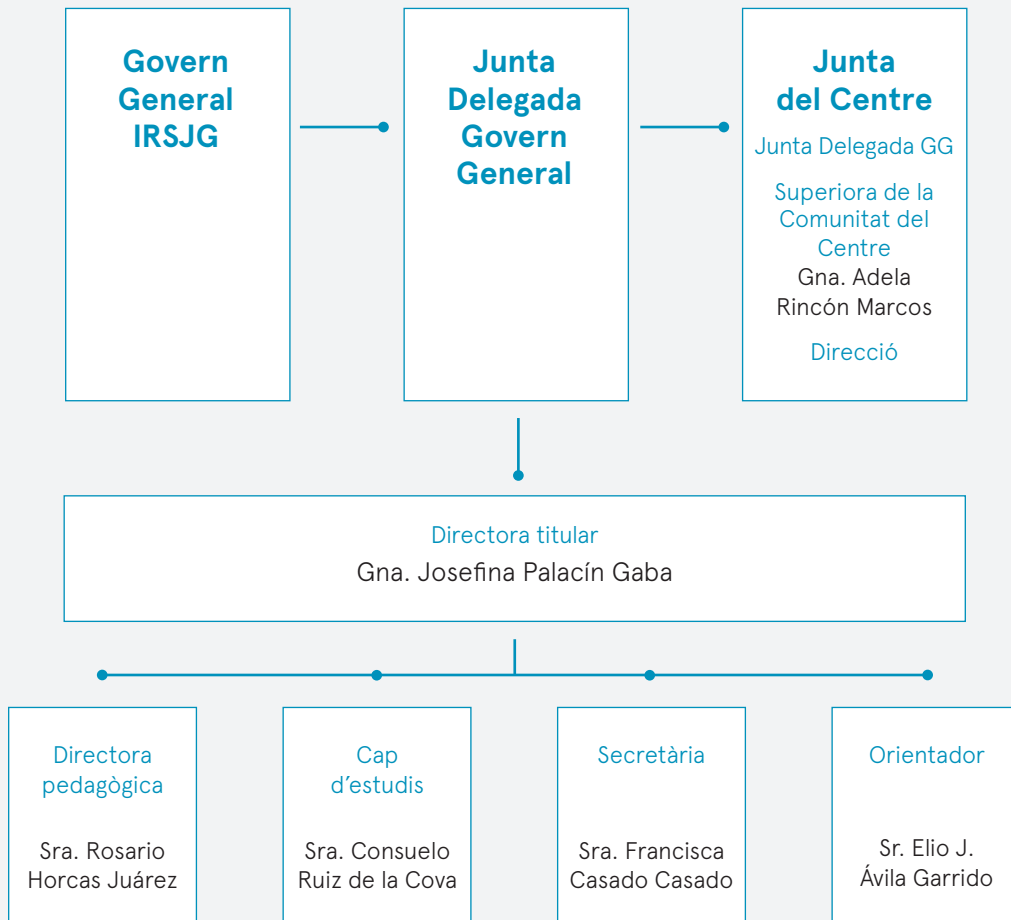 Govern
General
IRSJG
Junta
Delegada
Govern
General
Junta
del Centre
Junta Delegada GG
Superiora de la
Comunitat del
Centre
Gna. Adela
Rincón Marcos
Direcció
Directora titular
Gna. Josefina Palacín Gaba
Directora
pedagògica
Sra. Rosario
Horcas Juárez
Cap
d’estudis
Sra. Consuelo
Ruiz de la Cova
Secretària
Sra. Francisca
Casado Casado
Orientador
Sr. Elio J.
Ávila Garrido